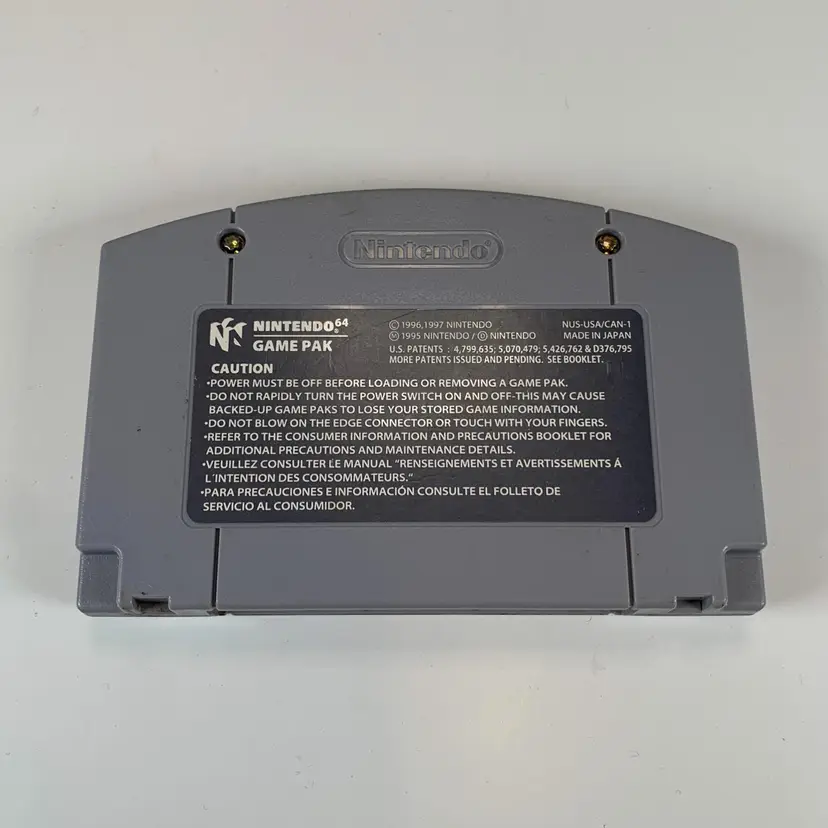 Nintendo®
NINTENDO64
GAME PAK
© 1996,1997 NINTENDO
Ⓜ 1995 NINTENDO / Ⓓ NINTENDO
NUS-USA/CAN-1
MADE IN JAPAN
U.S. PATENTS : 4,799,635; 5,070,479; 5,426,762 & D376,795
MORE PATENTS ISSUED AND PENDING. SEE BOOKLET.
CAUTION
•POWER MUST BE OFF BEFORE LOADING OR REMOVING A GAME PAK.
•DO NOT RAPIDLY TURN THE POWER SWITCH ON AND OFF-THIS MAY CAUSE
BACKED-UP GAME PAKS TO LOSE YOUR STORED GAME INFORMATION.
•DO NOT BLOW ON THE EDGE CONNECTOR OR TOUCH WITH YOUR FINGERS.
•REFER TO THE CONSUMER INFORMATION AND PRECAUTIONS BOOKLET FOR
ADDITIONAL PRECAUTIONS AND MAINTENANCE DETAILS.
•VEUILLEZ CONSULTER LE MANUAL "RENSEIGNEMENTS ET AVERTISSEMENTS Á
L'INTENTION DES CONSOMMATEURS."
•PARA PRECAUCIONES E INFORMACIÓN CONSULTE EL FOLLETO DE
SERVICIO AL CONSUMIDOR.